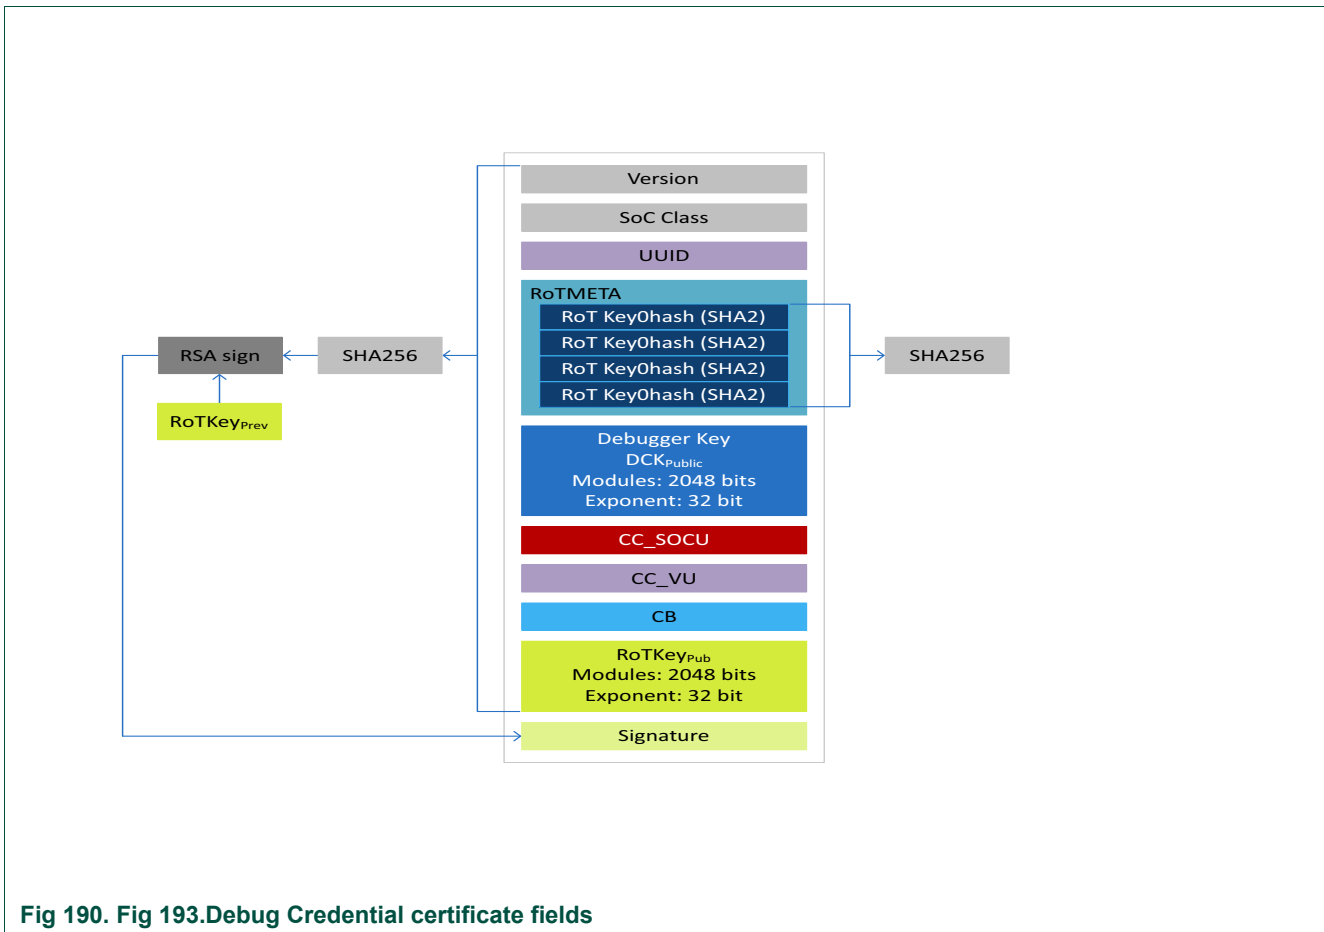 Version
SoC Class
UUID
RoTMETA
RoT Key0hash (SHA2)
RoT Key0hash (SHA2)
RoT Key0hash (SHA2)
RoT Key0hash (SHA2)
RSA sign
SHA256
SHA256
RoTKeyPrev
Debugger Key
DCKPublic
Modules: 2048 bits
Exponent: 32 bit
CC_SOCU
CC_VU
CB
RoTKeyPub
Modules: 2048 bits
Exponent: 32 bit
Signature
Fig 190. Fig 193.Debug Credential certificate fields